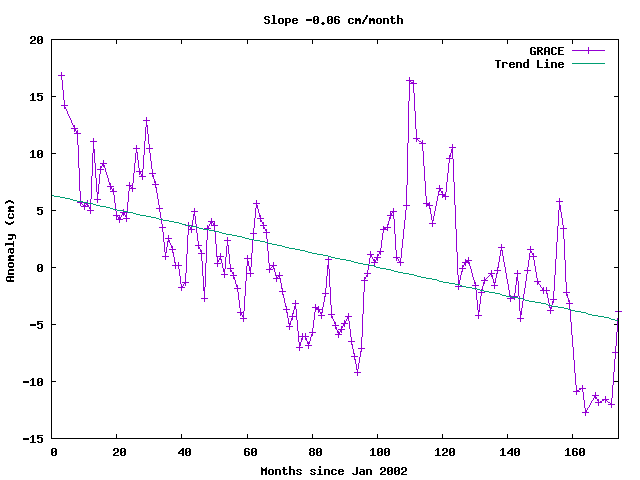 Slope -0.06 cm/month
20
15
10
5
0
-5
-10
-15
0 20 40 60 80 100 120 140 160
Anomaly (cm)
Months since Jan 2002
GRACE
Trend Line